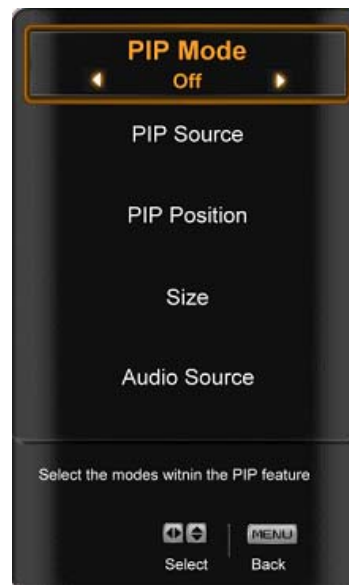 PIP Mode
Off
PIP Source
PIP Position
Size
Audio Source
Select the modes witnin the PIP feature
MENU
Select Back